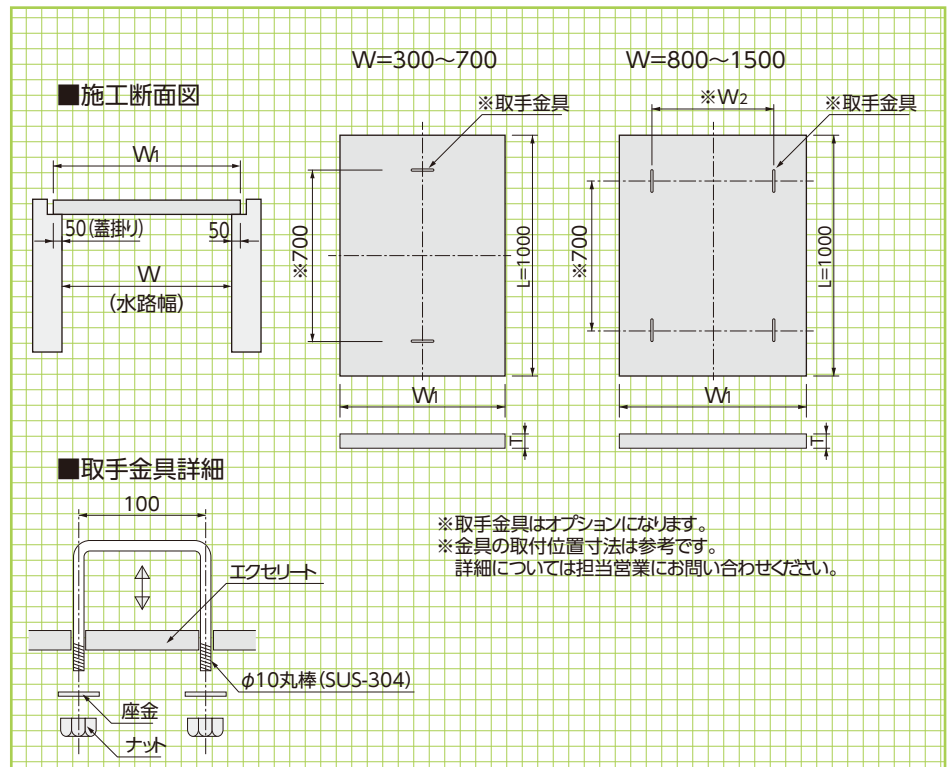 W=300～700
W=800～1500
■施工断面図
※取手金具
※W2
※取手金具
W1
50(蓋掛り)
50
W
(水路幅)
※700
L=1000
※700
L=1000
W1
W1
T
T
■取手金具詳細
100
エクセリート
φ10丸棒(SUS-304)
座金
ナット
※取手金具はオプションになります。
※金具の取付位置寸法は参考です。
詳細については担当営業にお問い合わせください。